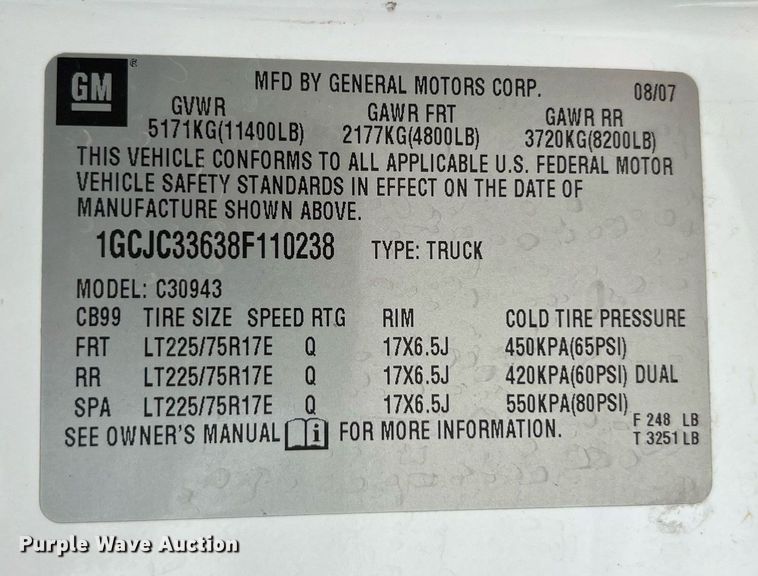 GM ® MFD BY GENERAL MOTORS CORP. 08/07
GVWR GAWR FRT GAWR RR
5171KG(11400LB) 2177KG(4800LB) 3720KG(8200LB)
THIS VEHICLE CONFORMS TO ALL APPLICABLE U.S. FEDERAL MOTOR
VEHICLE SAFETY STANDARDS IN EFFECT ON THE DATE OF
MANUFACTURE SHOWN ABOVE.
1GCJC33638F110238 TYPE: TRUCK
MODEL: C30943
CB99 TIRE SIZE SPEED RTG RIM COLD TIRE PRESSURE
FRT LT225/75R17E Q 17X6.5J 450KPA(65PSI)
RR LT225/75R17E Q 17X6.5J 420KPA(60PSI) DUAL
SPA LT225/75R17E Q 17X6.5J 550KPA(80PSI)
SEE OWNER'S MANUAL i FOR MORE INFORMATION. F 248 LB
T 3251 LB
Purple Wave Auction